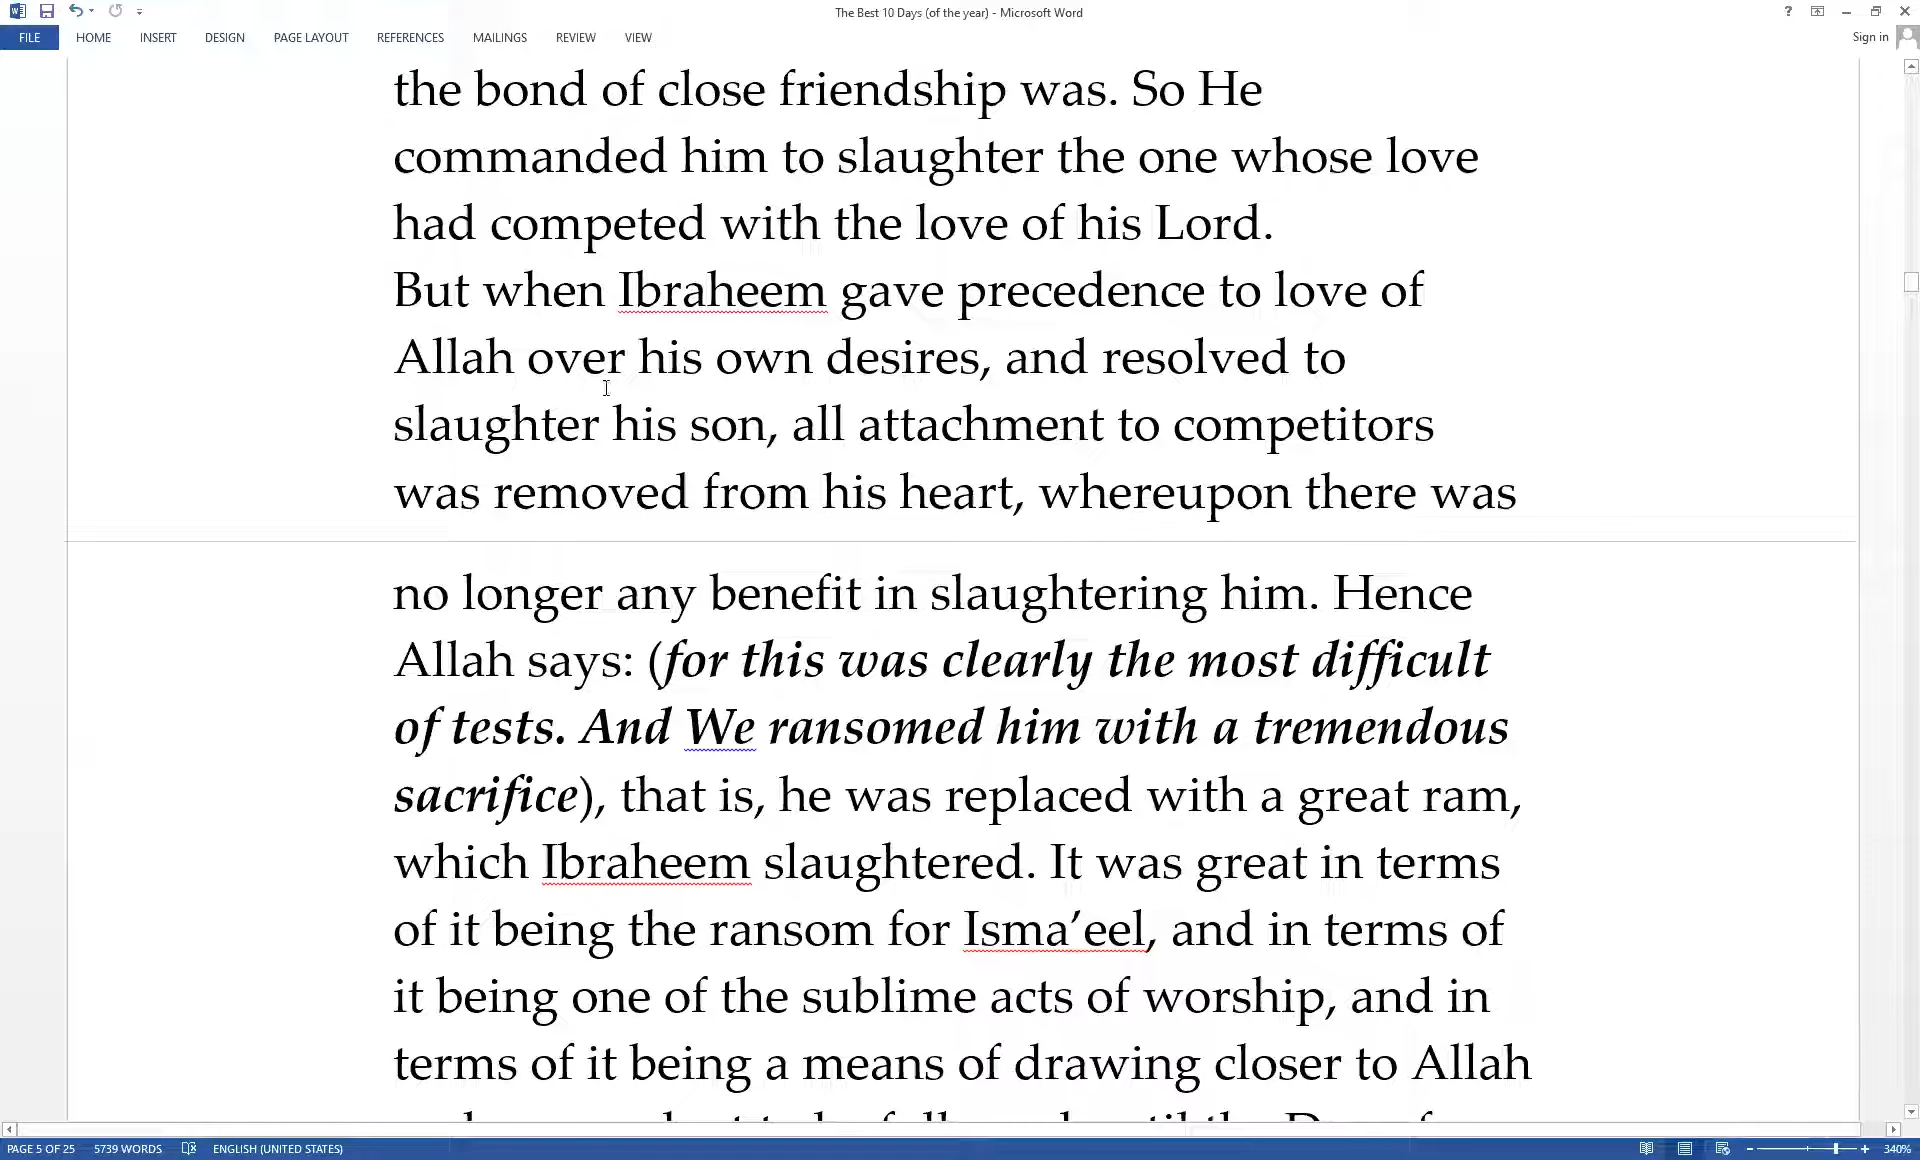 The Best 10 Days (of the year) - Microsoft Word
?
FILE HOME INSERT DESIGN PAGE LAYOUT REFERENCES MAILINGS REVIEW VIEW Sign in
the bond of close friendship was. So He
commanded him to slaughter the one whose love
had competed with the love of his Lord.
But when Ibraheem gave precedence to love of
Allah over his own desires, and resolved to
slaughter his son, all attachment to competitors
was removed from his heart, whereupon there was
no longer any benefit in slaughtering him. Hence
Allah says: (for this was clearly the most difficult
of tests. And We ransomed him with a tremendous
sacrifice), that is, he was replaced with a great ram,
which Ibraheem slaughtered. It was great in terms
of it being the ransom for Isma’eel, and in terms of
it being one of the sublime acts of worship, and in
terms of it being a means of drawing closer to Allah
PAGE 5 OF 25 5739 WORDS ENGLISH (UNITED STATES) 340%